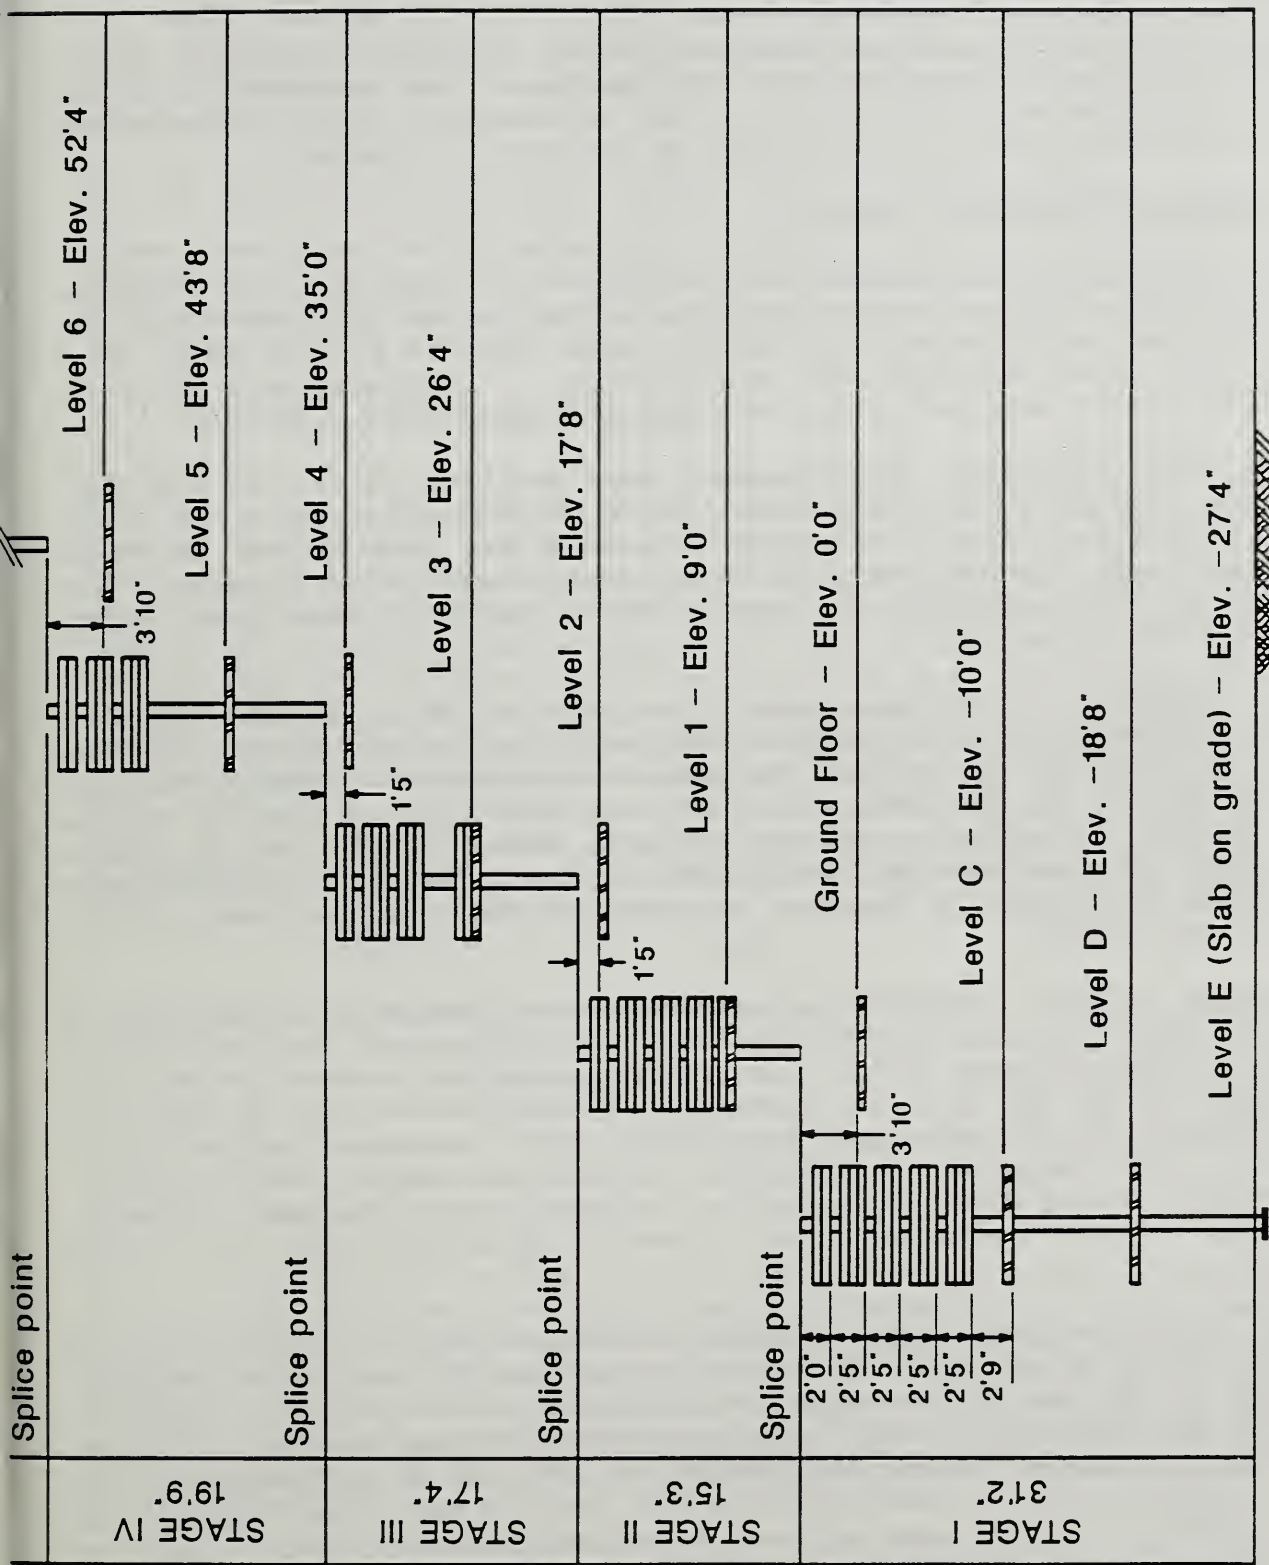 Splice point
Level 6 – Elev. 52'4"
3'10"
Level 5 – Elev. 43'8"
STAGE IV
19'9"
Splice point
Level 4 – Elev. 35'0"
1'5"
Level 3 – Elev. 26'4"
STAGE III
17'4"
Splice point
Level 2 – Elev. 17'8"
1'5"
Level 1 – Elev. 9'0"
STAGE II
15'3"
Splice point
Ground Floor – Elev. 0'0"
3'10"
2'0"
2'5"
2'5"
2'5"
2'5"
2'9"
Level C – Elev. –10'0"
Level D – Elev. –18'8"
STAGE I
31'2"
Level E (Slab on grade) – Elev. –27'4"